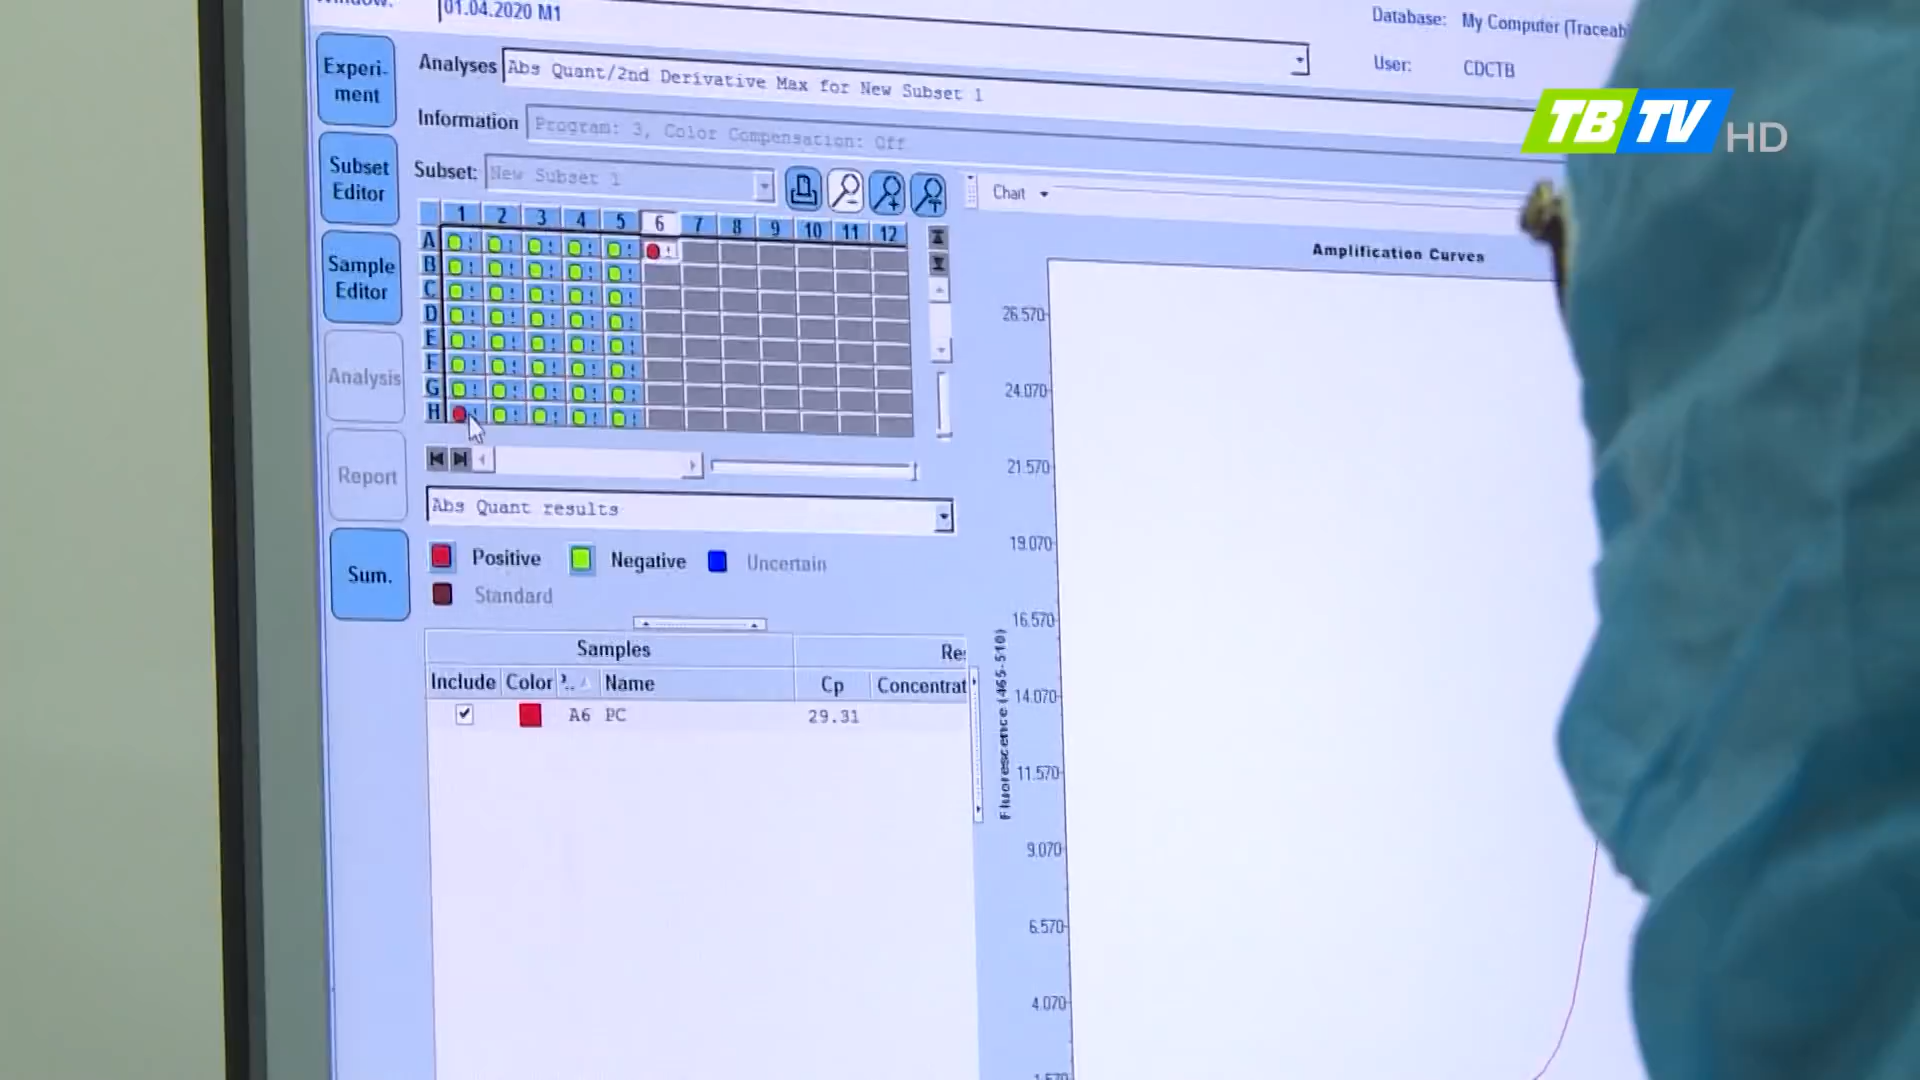 01.04.2020 M1
Database: My Computer (Traceab
User: CDCTB
TBTV HD
Experi-
ment
Subset
Editor
Sample
Editor
Analysis
Report
Sum.
Analyses Abs Quant/2nd Derivative Max for New Subset 1
Information Program: 3, Color Compensation: Off
Subset: New Subset 1
1 2 3 4 5 6 7 8 9 10 11 12
A
B
C
D
E
F
G
H
Abs Quant results
Positive Negative Uncertain
Standard
Samples Res
Include Color Name Cp Concentrat
A6 PC 29.31
Chart
Amplification Curves
Fluorescence (465-510)
26.570
24.070
21.570
19.070
16.570
14.070
11.570
9.070
6.570
4.070
1.570